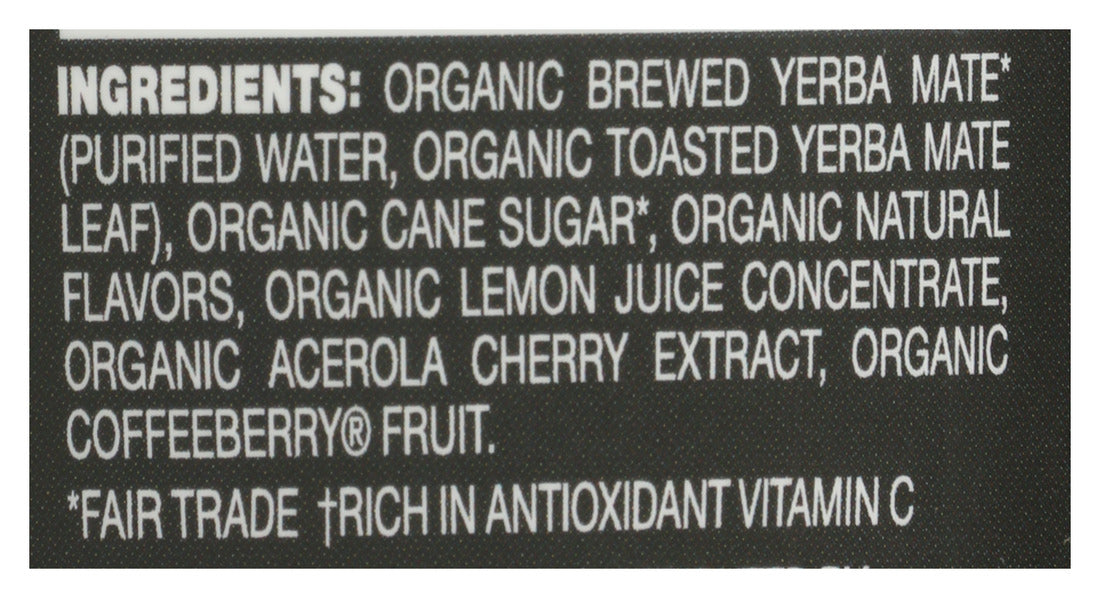 INGREDIENTS: ORGANIC BREWED YERBA MATE*
(PURIFIED WATER, ORGANIC TOASTED YERBA MATE
LEAF), ORGANIC CANE SUGAR*, ORGANIC NATURAL
FLAVORS, ORGANIC LEMON JUICE CONCENTRATE,
ORGANIC ACEROLA CHERRY EXTRACT, ORGANIC
COFFEEBERRY® FRUIT.
*FAIR TRADE †RICH IN ANTIOXIDANT VITAMIN C